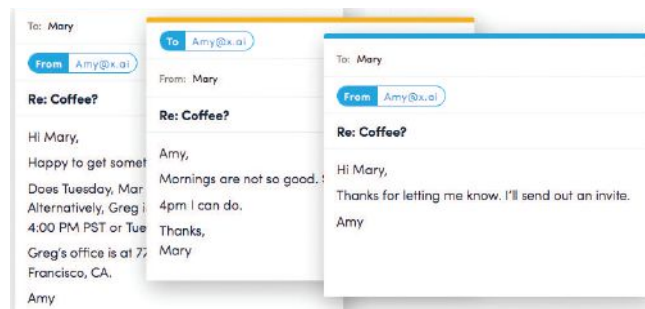 To: Mary
From Amy@x.ai
Re: Coffee?
Hi Mary,
Happy to get
Does Tuesday, Mar
Alternatively, Greg
4:00 PM PST or
Greg's office is at
Francisco, CA.
Amy
To Amy@x.ai
From: Mary
Re: Coffee?
Amy,
Mornings are not so good.
4pm I can do.
Thanks,
Mary
To: Mary
From Amy@x.ai
Re: Coffee?
Hi Mary,
Thanks for letting me know. I'll send out an invite.
Amy